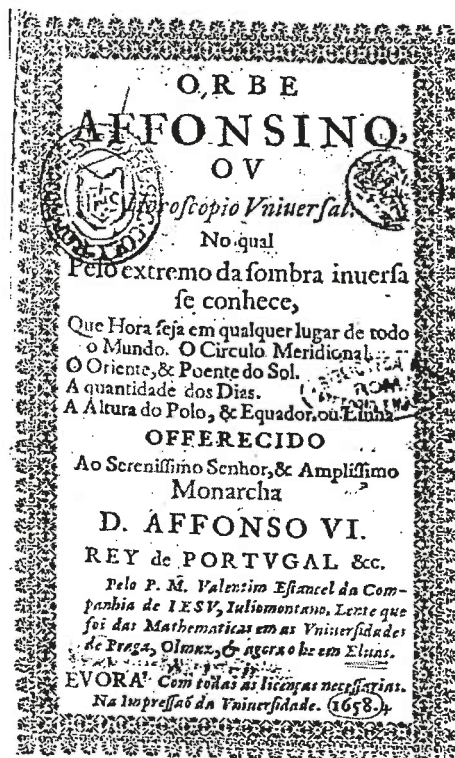 ORBE
AFFONSINO,
OV
Horoscopio Vniuersal.
No qual
Pelo extremo da ſombra inuerſa
ſe conhece,
Que Hora ſeja em qualquer lugar de todo
o Mundo. O Circulo Meridional.
O Oriente, & Poente do Sol.
A quantidade dos Dias.
A Altura do Polo, & Equador, ou Linha
OFFERECIDO
Ao Sereniſſimo Senhor, & Ampliſſimo
Monarcha
D. AFFONSO VI.
REY de PORTVGAL &c.
Pelo P. M. Valentim Eſtancel da Com-
panhia de IESV, Iuliomontano. Lente que
foi das Mathematicas em as Vniuerſidades
de Praga, Olmuz, & agora o he em Eluas.
EVORA. Com todas as licenças neceſſarias.
Na Impreſſaõ da Vniuerſidade. 1658.